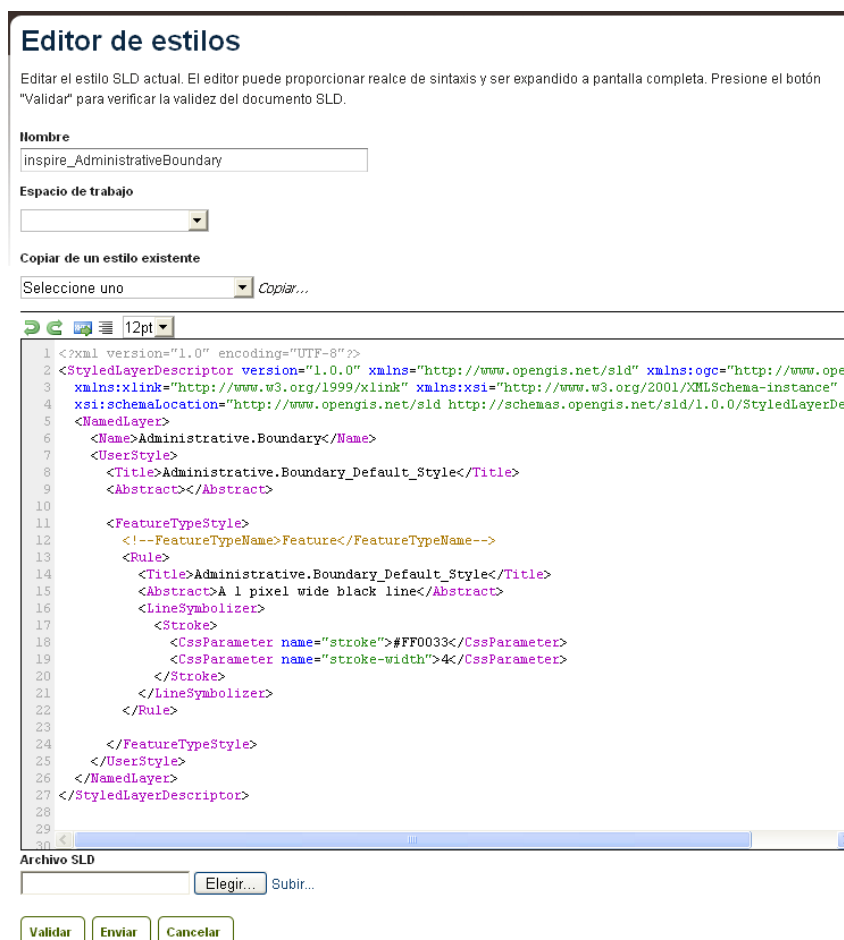 Editor de estilos
Editar el estilo SLD actual. El editor puede proporcionar realce de sintaxis y ser expandido a pantalla completa. Presione el botón
"Validar" para verificar la validez del documento SLD.
Nombre
inspire_AdministrativeBoundary
Espacio de trabajo
Copiar de un estilo existente
Seleccione uno Copiar...
12pt
1 <?xml version="1.0" encoding="UTF-8"?>
2 <StyledLayerDescriptor version="1.0.0" xmlns="http://www.opengis.net/sld" xmlns:ogc="http://www.ope
3 xmlns:xlink="http://www.w3.org/1999/xlink" xmlns:xsi="http://www.w3.org/2001/XMLSchema-instance"
4 xsi:schemaLocation="http://www.opengis.net/sld http://schemas.opengis.net/sld/1.0.0/StyledLayerDe
5 <NamedLayer>
6 <Name>Administrative.Boundary</Name>
7 <UserStyle>
8 <Title>Administrative.Boundary_Default_Style</Title>
9 <Abstract></Abstract>
10
11 <FeatureTypeStyle>
12 <!--FeatureTypeName>Feature</FeatureTypeName-->
13 <Rule>
14 <Title>Administrative.Boundary_Default_Style</Title>
15 <Abstract>A 1 pixel wide black line</Abstract>
16 <LineSymbolizer>
17 <Stroke>
18 <CssParameter name="stroke">#FF0033</CssParameter>
19 <CssParameter name="stroke-width">4</CssParameter>
20 </Stroke>
21 </LineSymbolizer>
22 </Rule>
23
24 </FeatureTypeStyle>
25 </UserStyle>
26 </NamedLayer>
27 </StyledLayerDescriptor>
28
29
30
Archivo SLD
Elegir... Subir...
Validar Enviar Cancelar